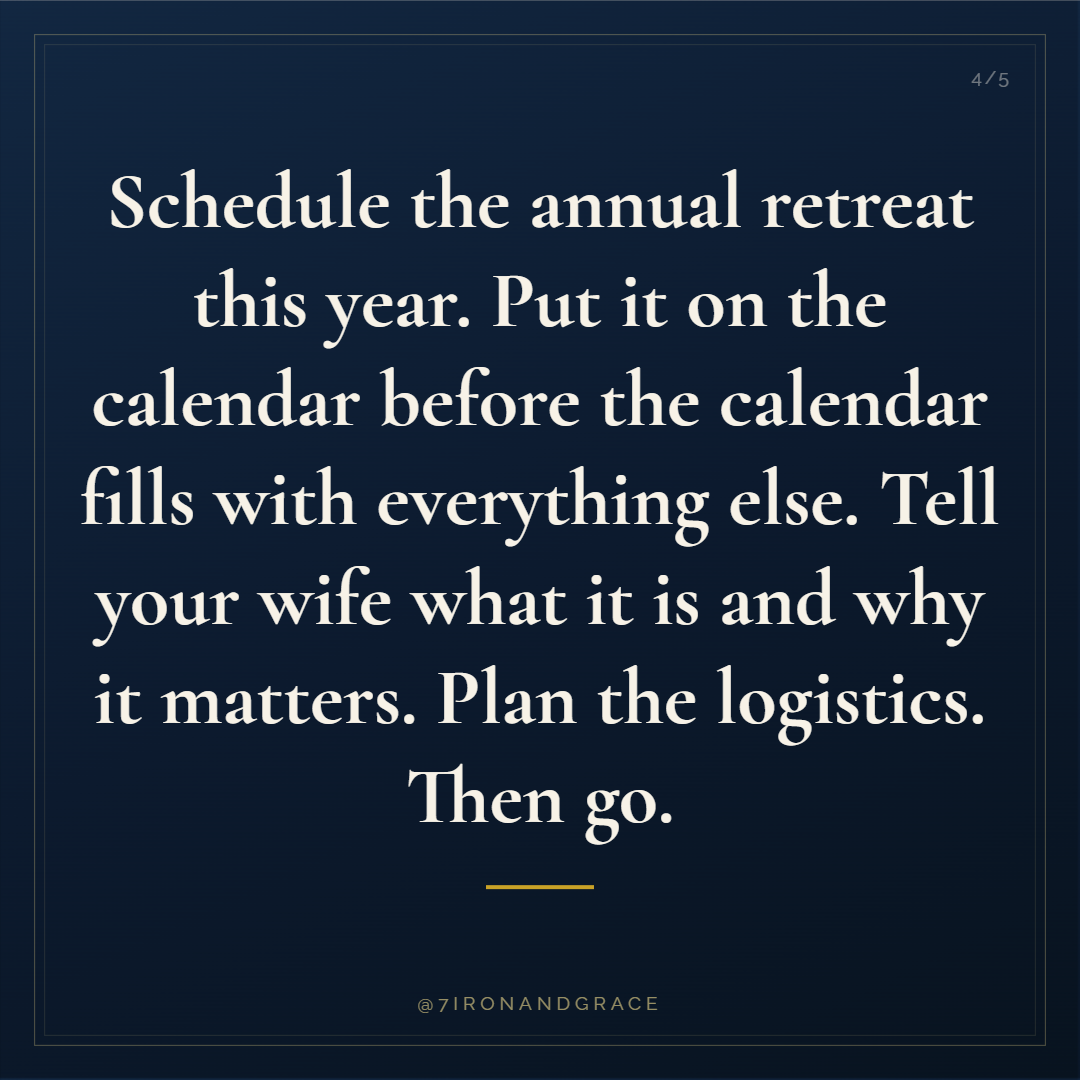 4/5
Schedule the annual retreat
this year. Put it on the
calendar before the calendar
fills with everything else. Tell
your wife what it is and why
it matters. Plan the logistics.
Then go.
@7IRONANDGRACE